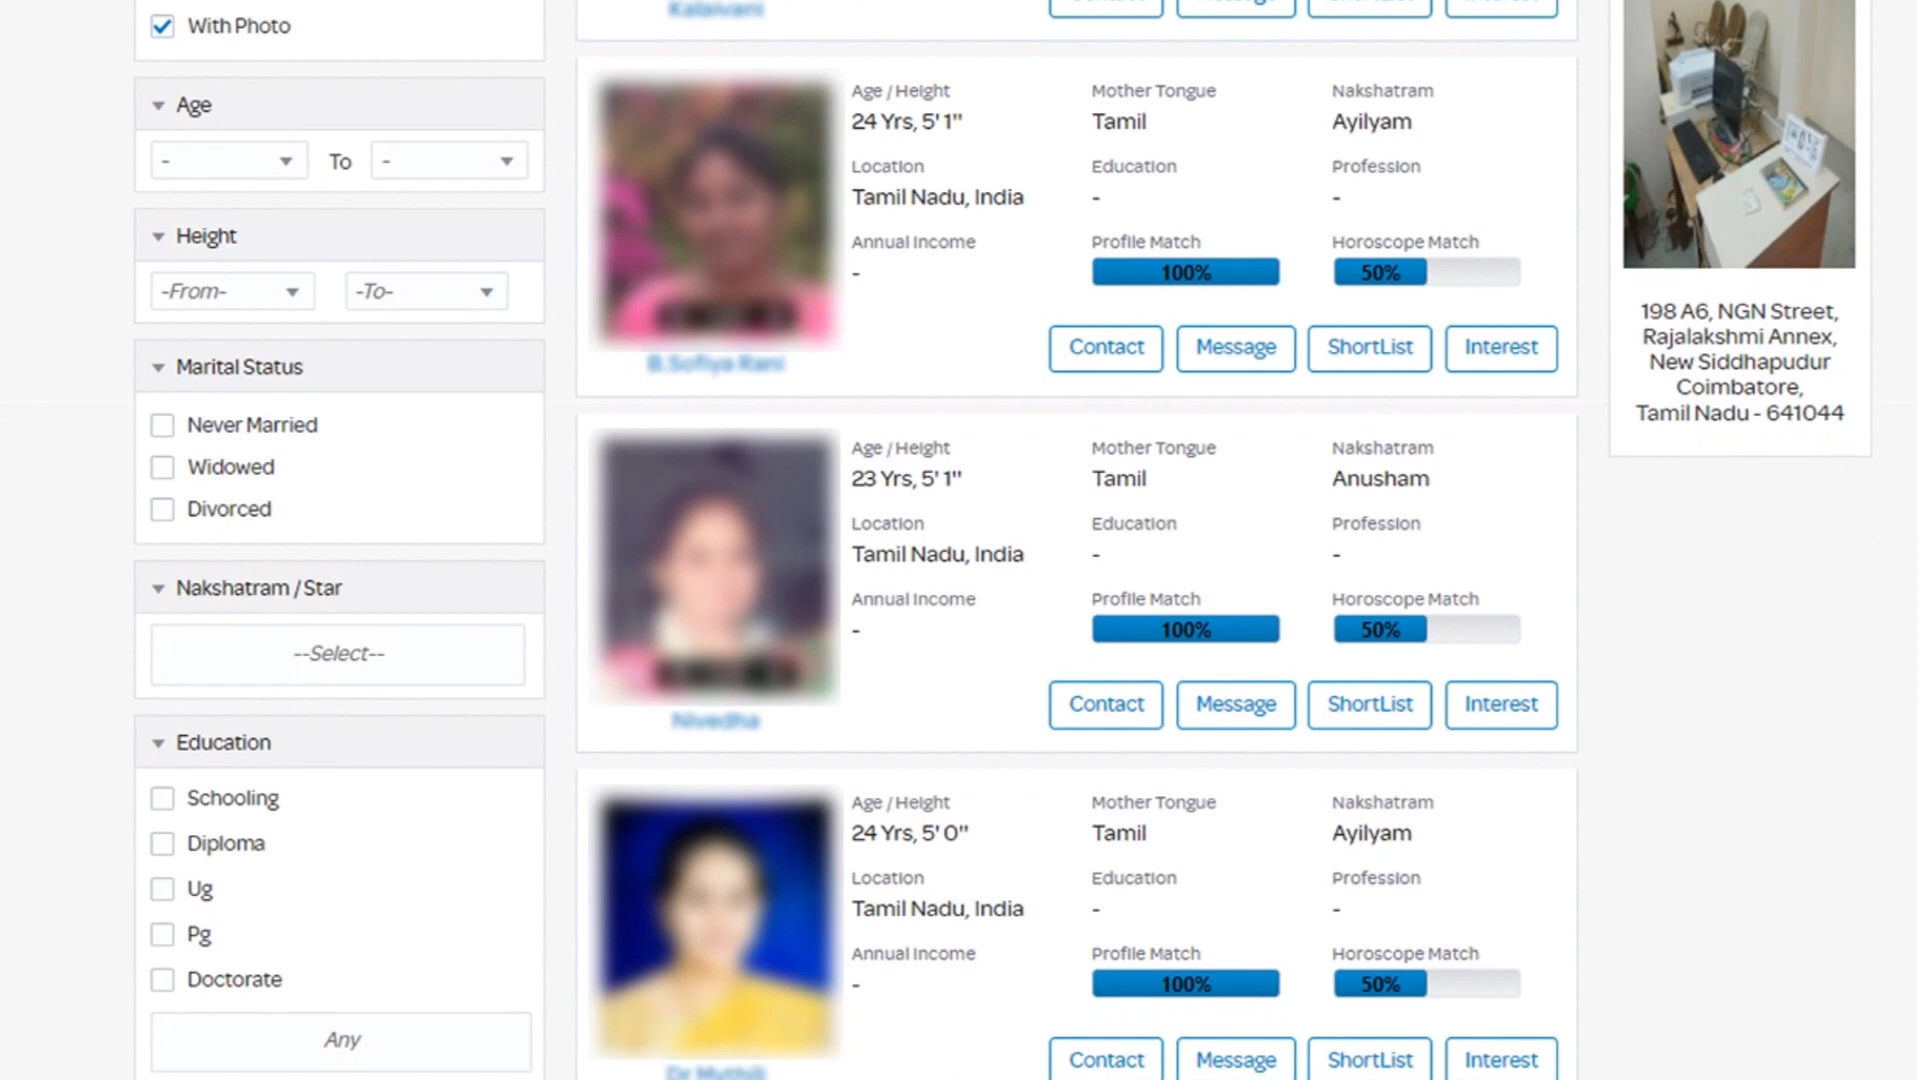 With Photo
Age
- To -
Height
-From- -To-
Marital Status
Never Married
Widowed
Divorced
Nakshatram / Star
--Select--
Education
Schooling
Diploma
Ug
Pg
Doctorate
Any
Kalaivani
Age / Height Mother Tongue Nakshatram
24 Yrs, 5' 1" Tamil Ayilyam
Location Education Profession
Tamil Nadu, India - -
Annual Income Profile Match Horoscope Match
- 100% 50%
Contact Message ShortList Interest
B.Sofiya Rani
Age / Height Mother Tongue Nakshatram
23 Yrs, 5' 1" Tamil Anusham
Location Education Profession
Tamil Nadu, India - -
Annual Income Profile Match Horoscope Match
- 100% 50%
Contact Message ShortList Interest
Nivedha
Age / Height Mother Tongue Nakshatram
24 Yrs, 5' 0" Tamil Ayilyam
Location Education Profession
Tamil Nadu, India - -
Annual Income Profile Match Horoscope Match
- 100% 50%
Contact Message ShortList Interest
198 A6, NGN Street,
Rajalakshmi Annex,
New Siddhapudur
Coimbatore,
Tamil Nadu - 641044